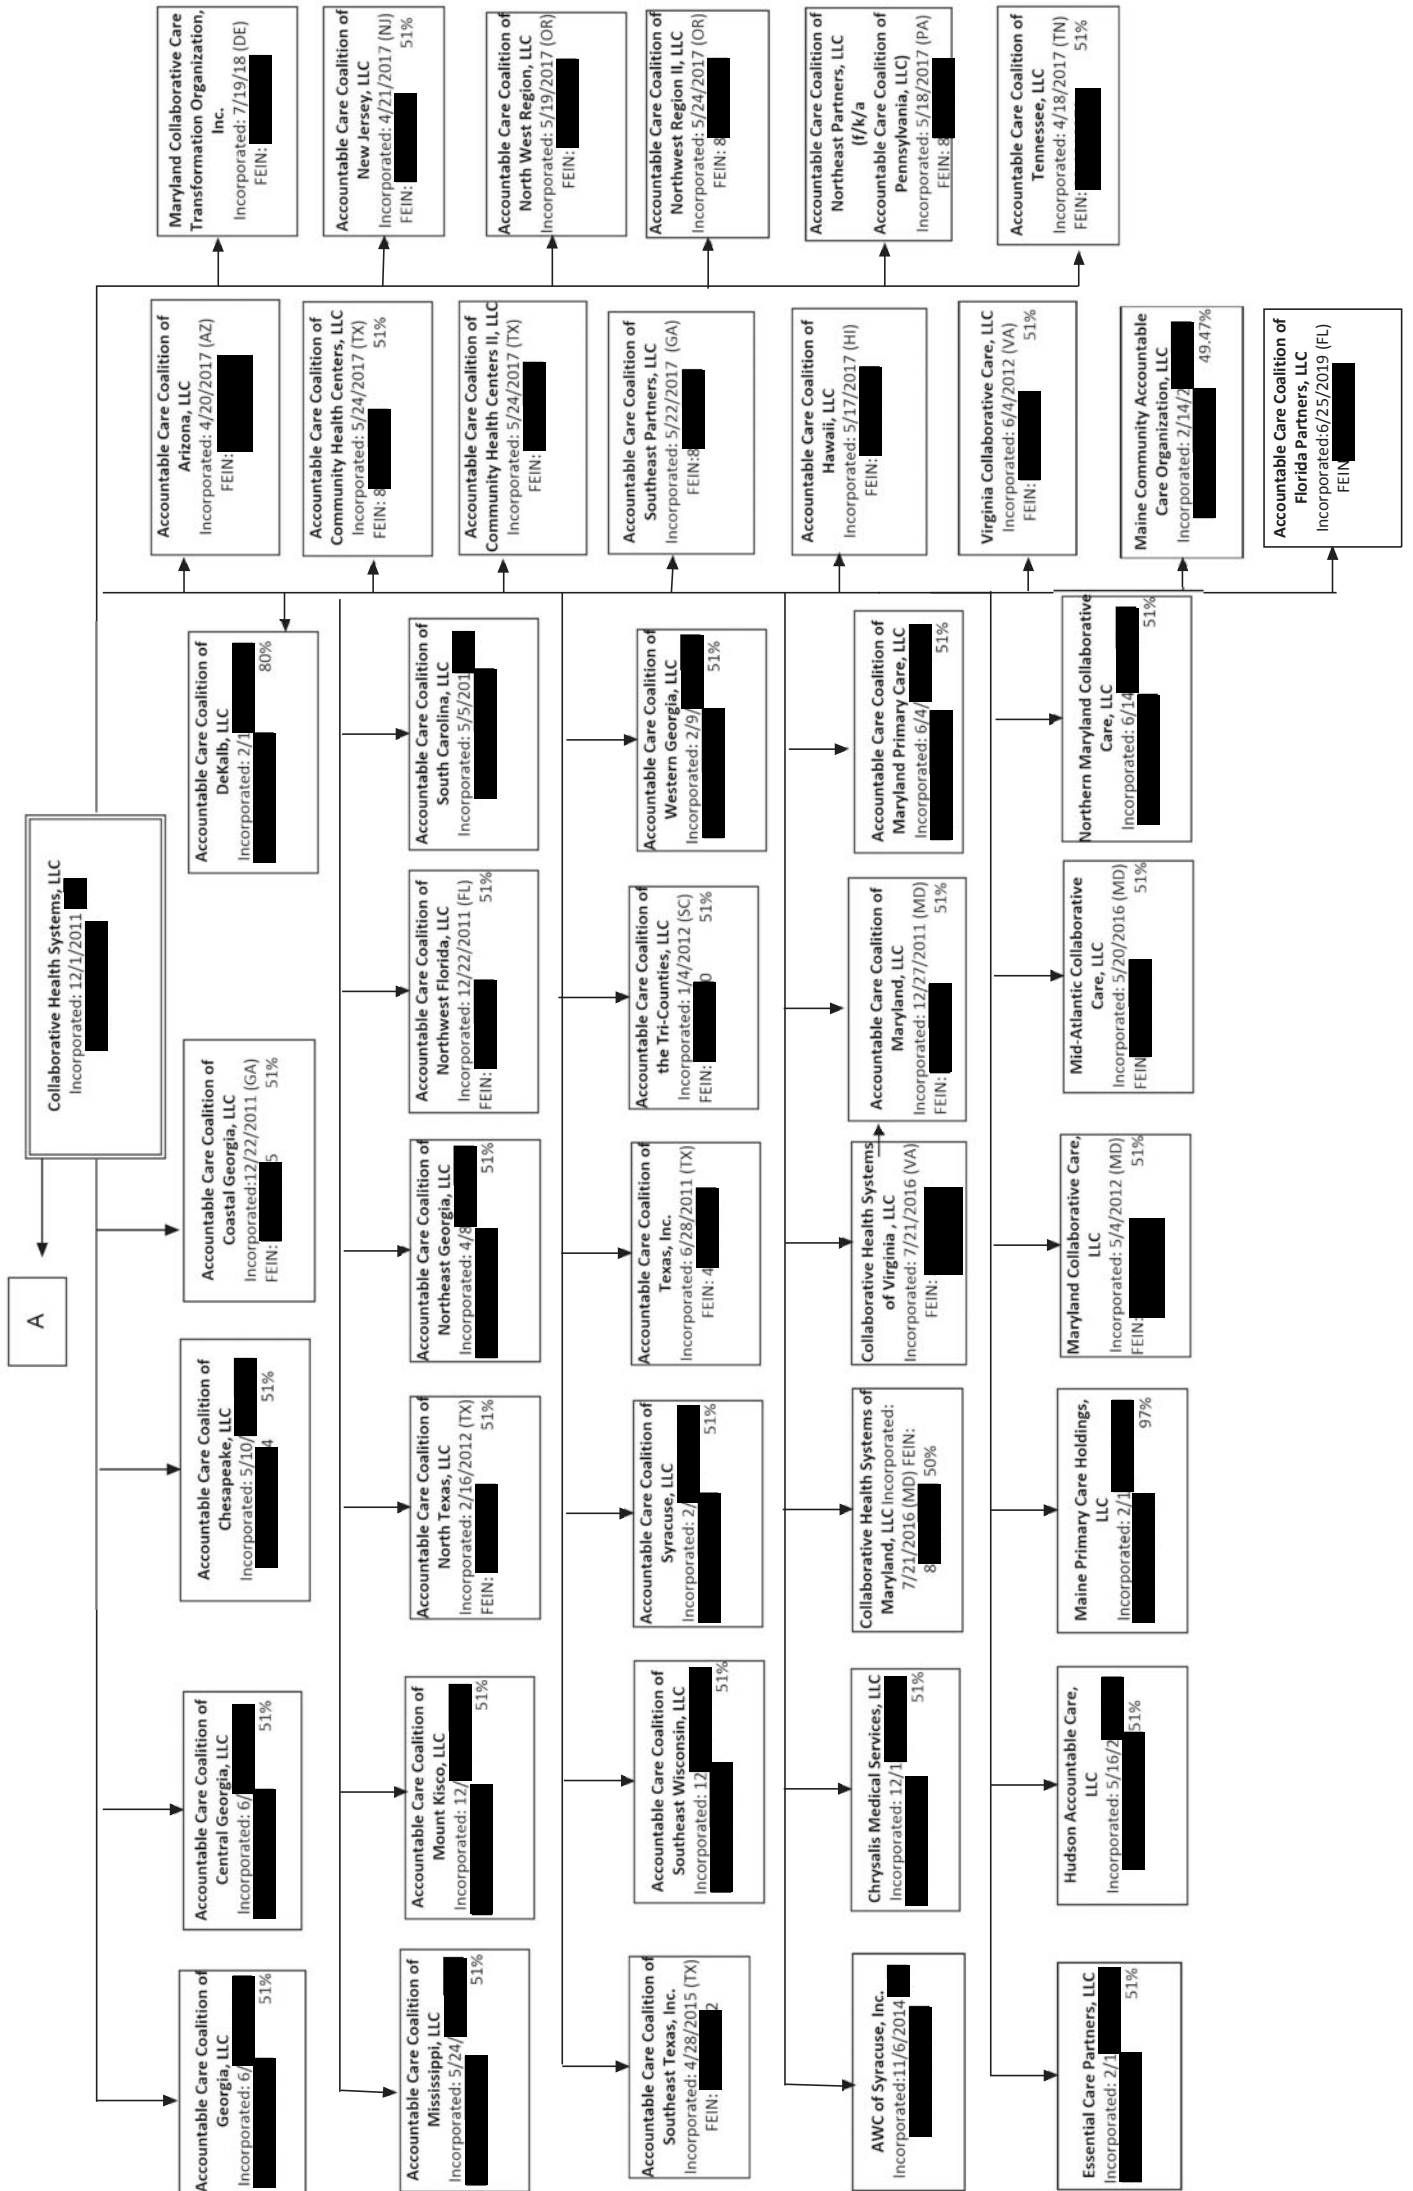 A
Collaborative Health Systems, LLC
Incorporated: 12/1/2011
Accountable Care Coalition of
Georgia, LLC
Incorporated: 6/
51%
Accountable Care Coalition of
Central Georgia, LLC
Incorporated: 6/
51%
Accountable Care Coalition of
Chesapeake, LLC
Incorporated: 5/10/
4
51%
Accountable Care Coalition of
Coastal Georgia, LLC
Incorporated:12/22/2011 (GA)
FEIN: 5
51%
Accountable Care Coalition of
DeKalb, LLC
Incorporated: 2/1
80%
Accountable Care Coalition of
Mississippi, LLC
Incorporated: 5/24/
51%
Accountable Care Coalition of
Mount Kisco, LLC
Incorporated: 12/
51%
Accountable Care Coalition of
North Texas, LLC
Incorporated: 2/16/2012 (TX)
FEIN: 51%
Accountable Care Coalition of
Northeast Georgia, LLC
Incorporated: 4/8
51%
Accountable Care Coalition of
Northwest Florida, LLC
Incorporated: 12/22/2011 (FL)
FEIN: 51%
Accountable Care Coalition of
South Carolina, LLC
Incorporated: 5/5/201
Accountable Care Coalition of
Southeast Texas, Inc.
Incorporated: 4/28/2015 (TX)
FEIN: 2
Accountable Care Coalition of
Southeast Wisconsin, LLC
Incorporated: 12
51%
Accountable Care Coalition of
Syracuse, LLC
Incorporated: 2/
51%
Accountable Care Coalition of
Texas, Inc.
Incorporated: 6/28/2011 (TX)
FEIN: 4
Accountable Care Coalition of
the Tri-Counties, LLC
Incorporated: 1/4/2012 (SC)
FEIN: 0 51%
Accountable Care Coalition of
Western Georgia, LLC
Incorporated: 2/9/
51%
AWC of Syracuse, Inc.
Incorporated:11/6/2014
Chrysalis Medical Services, LLC
Incorporated: 12/1
51%
Collaborative Health Systems of
Maryland, LLC Incorporated:
7/21/2016 (MD) FEIN:
8 50%
Collaborative Health Systems
of Virginia , LLC
Incorporated: 7/21/2016 (VA)
FEIN:
Accountable Care Coalition of
Maryland, LLC
Incorporated: 12/27/2011 (MD)
FEIN: 51%
Accountable Care Coalition of
Maryland Primary Care, LLC
Incorporated: 6/4/
51%
Essential Care Partners, LLC
Incorporated: 2/1
51%
Hudson Accountable Care,
LLC
Incorporated: 5/16/2
51%
Maine Primary Care Holdings,
LLC
Incorporated: 2/1
97%
Maryland Collaborative Care,
LLC
Incorporated: 5/4/2012 (MD)
FEIN: 51%
Mid-Atlantic Collaborative
Care, LLC
Incorporated: 5/20/2016 (MD)
FEIN 51%
Northern Maryland Collaborative
Care, LLC
Incorporated: 6/14
51%
Accountable Care Coalition of
Arizona, LLC
Incorporated: 4/20/2017 (AZ)
FEIN:
Accountable Care Coalition of
Community Health Centers, LLC
Incorporated: 5/24/2017 (TX)
FEIN: 8 51%
Accountable Care Coalition of
Community Health Centers II, LLC
Incorporated: 5/24/2017 (TX)
FEIN:
Accountable Care Coalition of
Southeast Partners, LLC
Incorporated: 5/22/2017 (GA)
FEIN:8
Accountable Care Coalition of
Hawaii, LLC
Incorporated: 5/17/2017 (HI)
FEIN:
Virginia Collaborative Care, LLC
Incorporated: 6/4/2012 (VA)
FEIN: 51%
Maine Community Accountable
Care Organization, LLC
Incorporated: 2/14/2
49.47%
Accountable Care Coalition of
Florida Partners, LLC
Incorporated:6/25/2019 (FL)
FEIN
Maryland Collaborative Care
Transformation Organization,
Inc.
Incorporated: 7/19/18 (DE)
FEIN:
Accountable Care Coalition of
New Jersey, LLC
Incorporated: 4/21/2017 (NJ)
FEIN: 51%
Accountable Care Coalition of
North West Region, LLC
Incorporated: 5/19/2017 (OR)
FEIN:
Accountable Care Coalition of
Northwest Region II, LLC
Incorporated: 5/24/2017 (OR)
FEIN: 8
Accountable Care Coalition of
Northeast Partners, LLC
(f/k/a
Accountable Care Coalition of
Pennsylvania, LLC)
Incorporated: 5/18/2017 (PA)
FEIN: 8
Accountable Care Coalition of
Tennessee, LLC
Incorporated: 4/18/2017 (TN)
FEIN: 51%